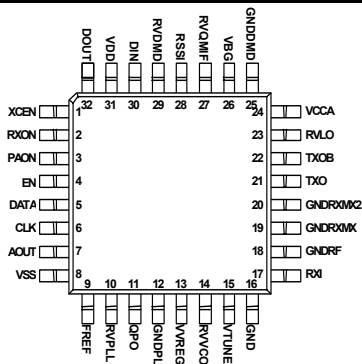 DOUT
VDD
DIN
RVDMD
RSSI
RVQMIF
VBG
GNDDMD
32 31 30 29 28 27 26 25
XCEN 1
RXON 2
PAON 3
EN 4
DATA 5
CLK 6
AOUT 7
VSS 8
24 VCCA
23 RVLO
22 TXOB
21 TXO
20 GNDRXMX2
19 GNDRXMX
18 GNDRF
17 RXI
9 10 11 12 13 14 15 16
FREF
RVPLL
QPO
GNDPL
VVREG
RVVCO
VTUNE
GND